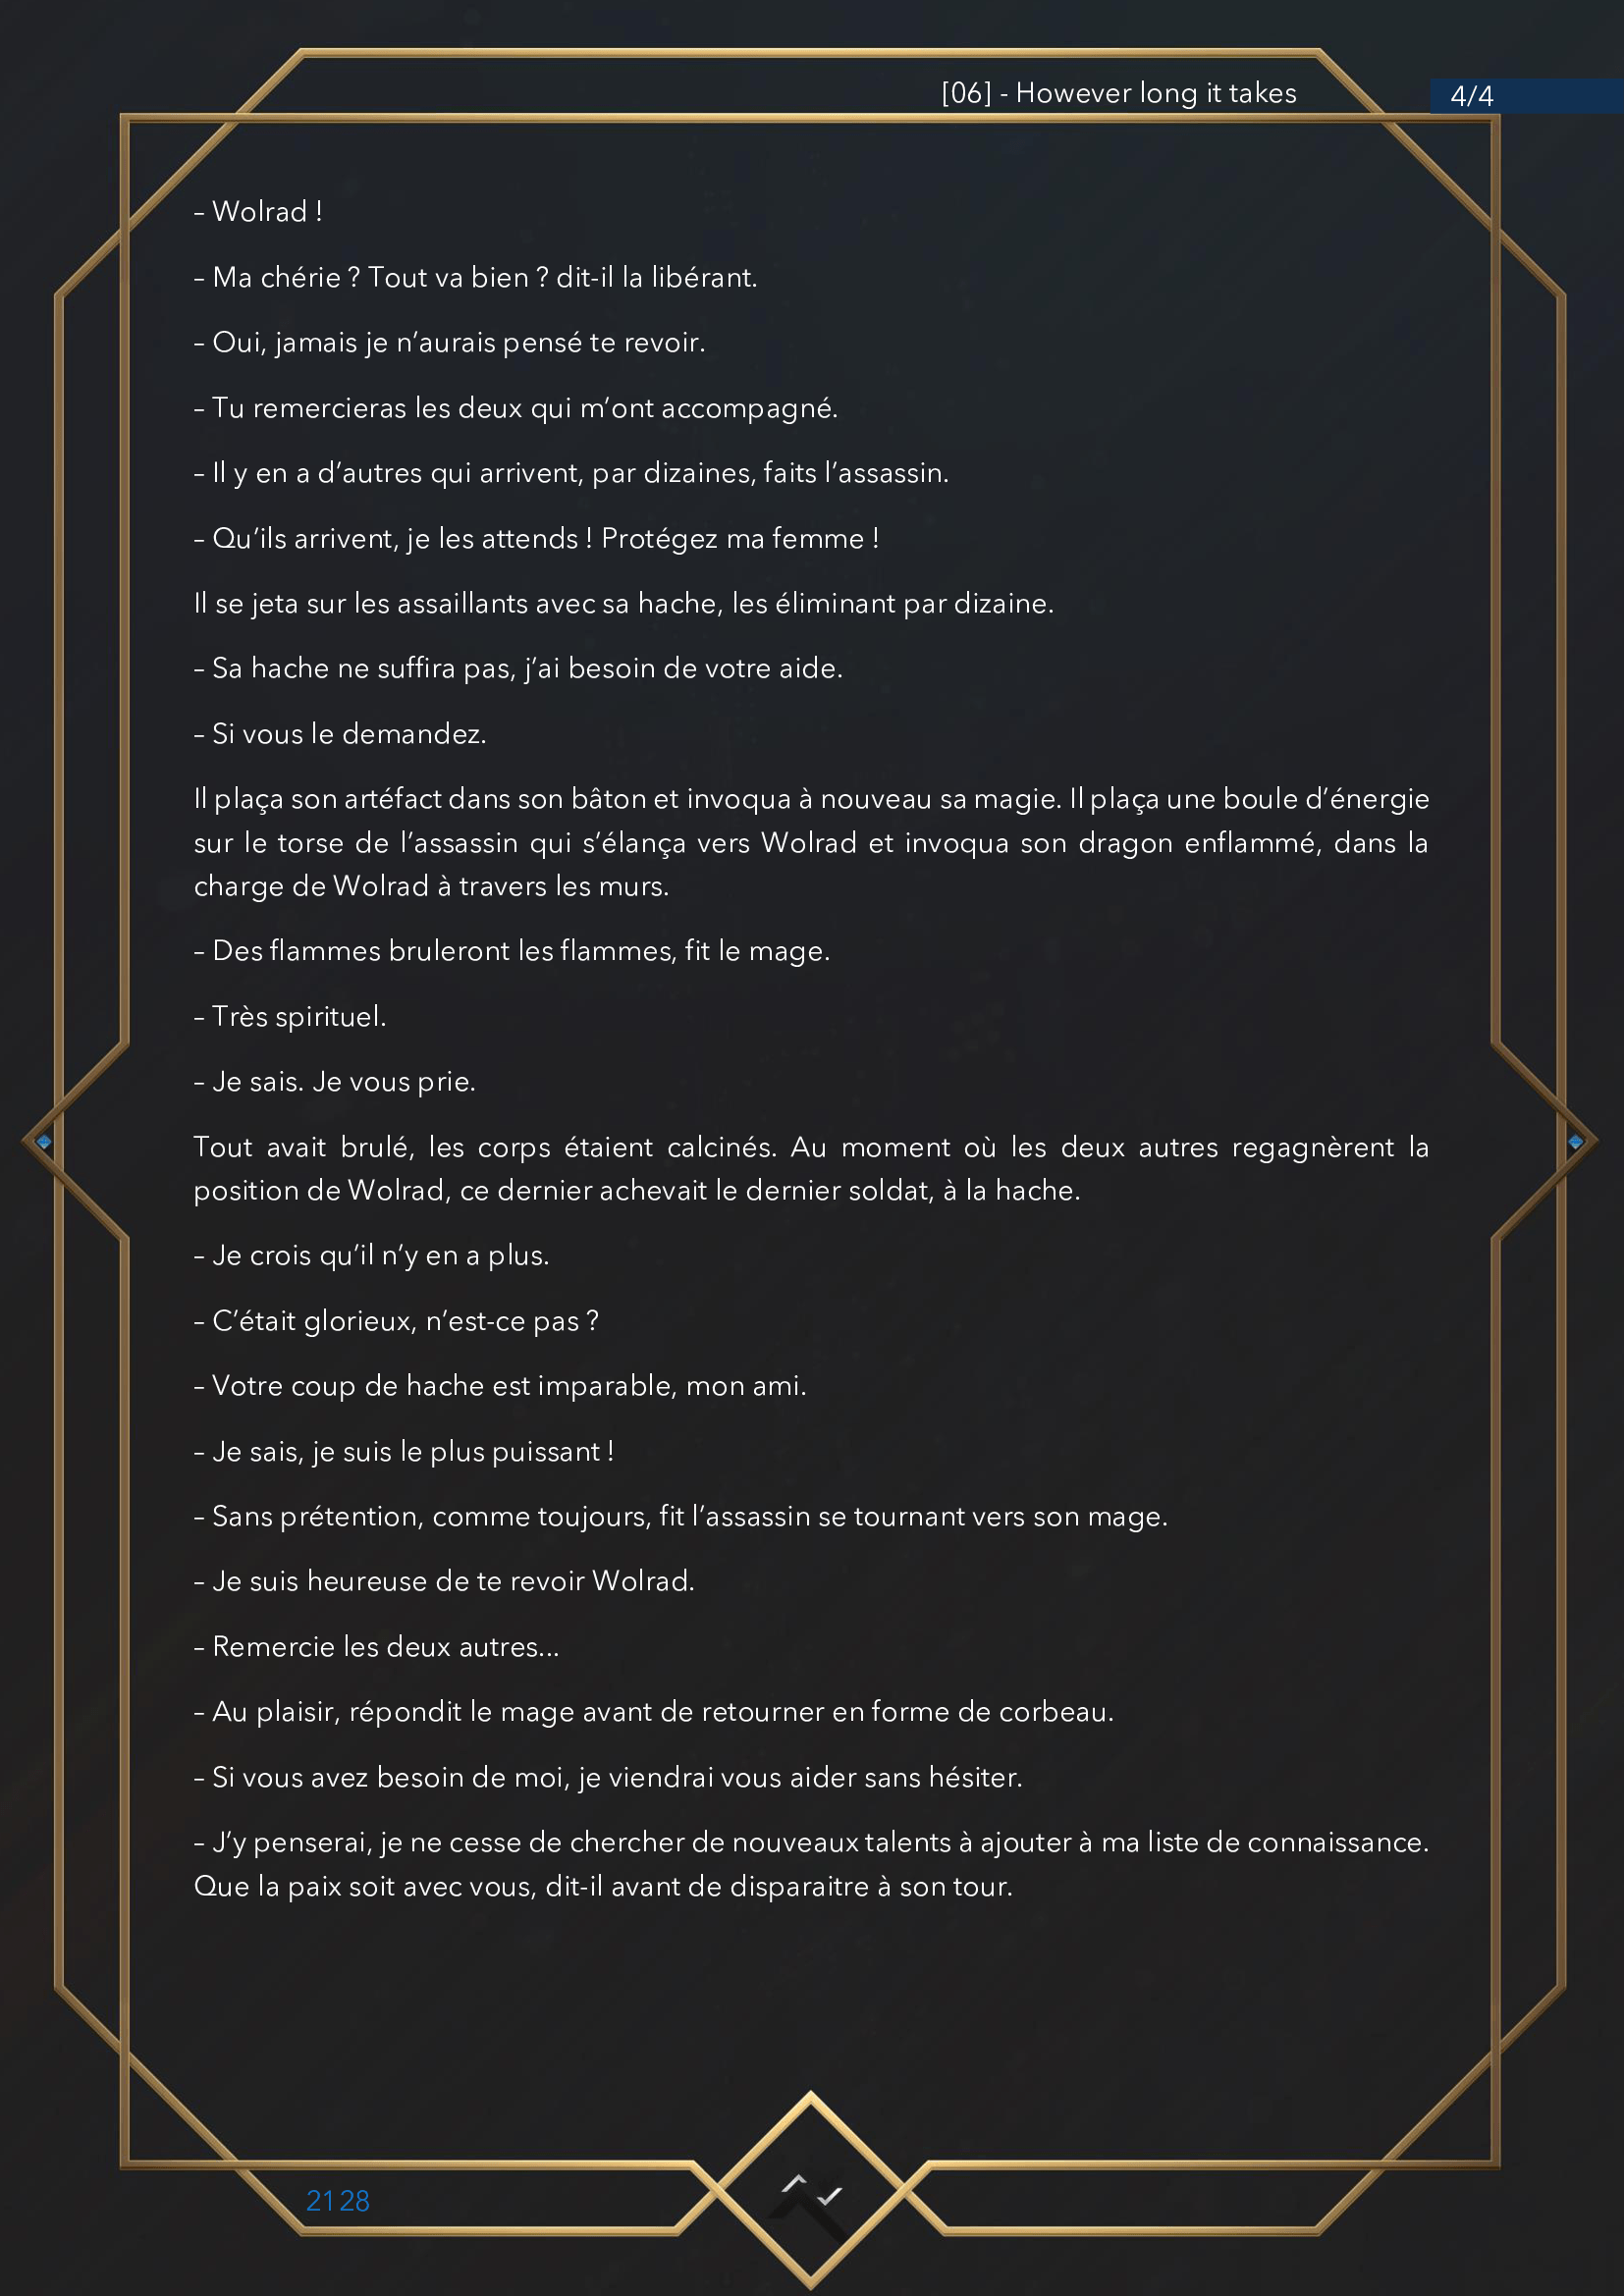 [06] - However long it takes
4/4
– Wolrad !
– Ma chérie ? Tout va bien ? dit-il la libérant.
– Oui, jamais je n’aurais pensé te revoir.
– Tu remercieras les deux qui m’ont accompagné.
– Il y en a d’autres qui arrivent, par dizaines, faits l’assassin.
– Qu’ils arrivent, je les attends ! Protégez ma femme !
Il se jeta sur les assaillants avec sa hache, les éliminant par dizaine.
– Sa hache ne suffira pas, j’ai besoin de votre aide.
– Si vous le demandez.
Il plaça son artéfact dans son bâton et invoqua à nouveau sa magie. Il plaça une boule d’énergie
sur le torse de l’assassin qui s’élança vers Wolrad et invoqua son dragon enflammé, dans la
charge de Wolrad à travers les murs.
– Des flammes bruleront les flammes, fit le mage.
– Très spirituel.
– Je sais. Je vous prie.
Tout avait brulé, les corps étaient calcinés. Au moment où les deux autres regagnèrent la
position de Wolrad, ce dernier achevait le dernier soldat, à la hache.
– Je crois qu’il n’y en a plus.
– C’était glorieux, n’est-ce pas ?
– Votre coup de hache est imparable, mon ami.
– Je sais, je suis le plus puissant !
– Sans prétention, comme toujours, fit l’assassin se tournant vers son mage.
– Je suis heureuse de te revoir Wolrad.
– Remercie les deux autres...
– Au plaisir, répondit le mage avant de retourner en forme de corbeau.
– Si vous avez besoin de moi, je viendrai vous aider sans hésiter.
– J’y penserai, je ne cesse de chercher de nouveaux talents à ajouter à ma liste de connaissance.
Que la paix soit avec vous, dit-il avant de disparaitre à son tour.
2128